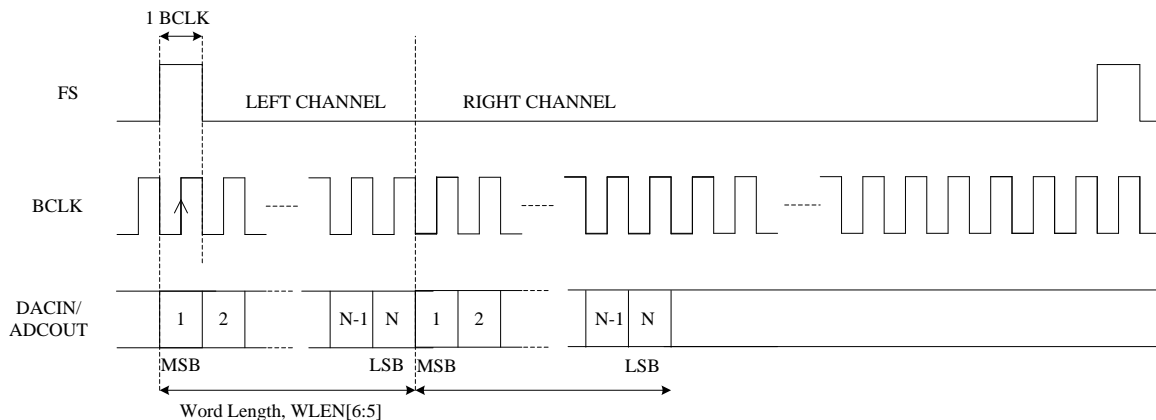 1 BCLK
FS
LEFT CHANNEL
RIGHT CHANNEL
BCLK
DACIN/
ADCOUT
1
2
N-1
N
1
2
N-1
N
MSB
LSB
MSB
LSB
Word Length, WLEN[6:5]